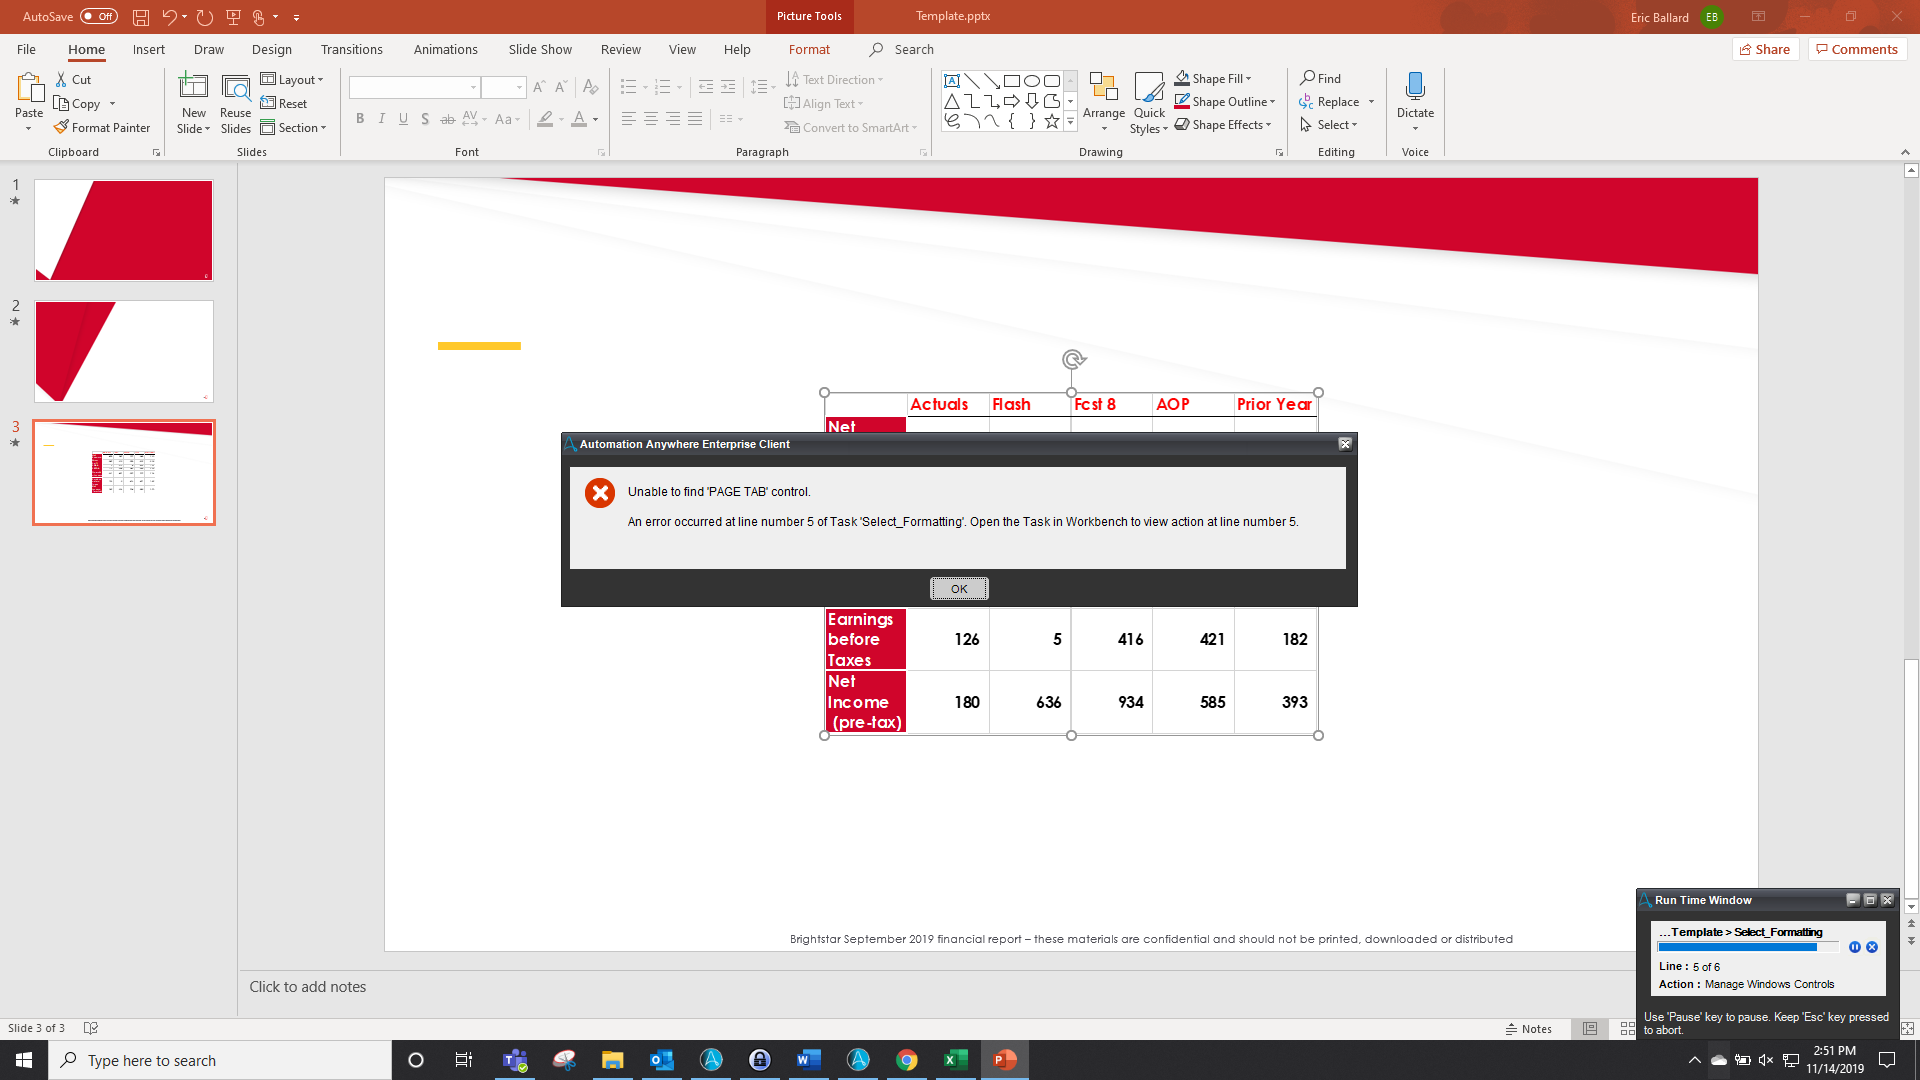 AutoSave Off
Picture Tools
Template.pptx
Eric Ballard EB
File Home Insert Draw Design Transitions Animations Slide Show Review View Help Format Search
Share Comments
Paste
Cut
Copy
Format Painter
Clipboard
New Slide
Reuse Slides
Layout
Reset
Section
Slides
B I U S ab AV Aa A
Font
Text Direction
Align Text
Convert to SmartArt
Paragraph
Arrange
Quick Styles
Shape Fill
Shape Outline
Shape Effects
Drawing
Find
Replace
Select
Editing
Dictate
Voice
1
2
3
Actuals Flash Fcst 8 AOP Prior Year
Net
Automation Anywhere Enterprise Client
Unable to find 'PAGE TAB' control.
An error occurred at line number 5 of Task 'Select_Formatting'. Open the Task in Workbench to view action at line number 5.
OK
Earnings
before
Taxes
126 5 416 421 182
Net
Income
(pre-tax)
180 636 934 585 393
Brightstar September 2019 financial report – these materials are confidential and should not be printed, downloaded or distributed
Run Time Window
...Template > Select_Formatting
Line : 5 of 6
Action : Manage Windows Controls
Use 'Pause' key to pause. Keep 'Esc' key pressed
to abort.
Click to add notes
Slide 3 of 3
Notes
Type here to search
2:51 PM
11/14/2019